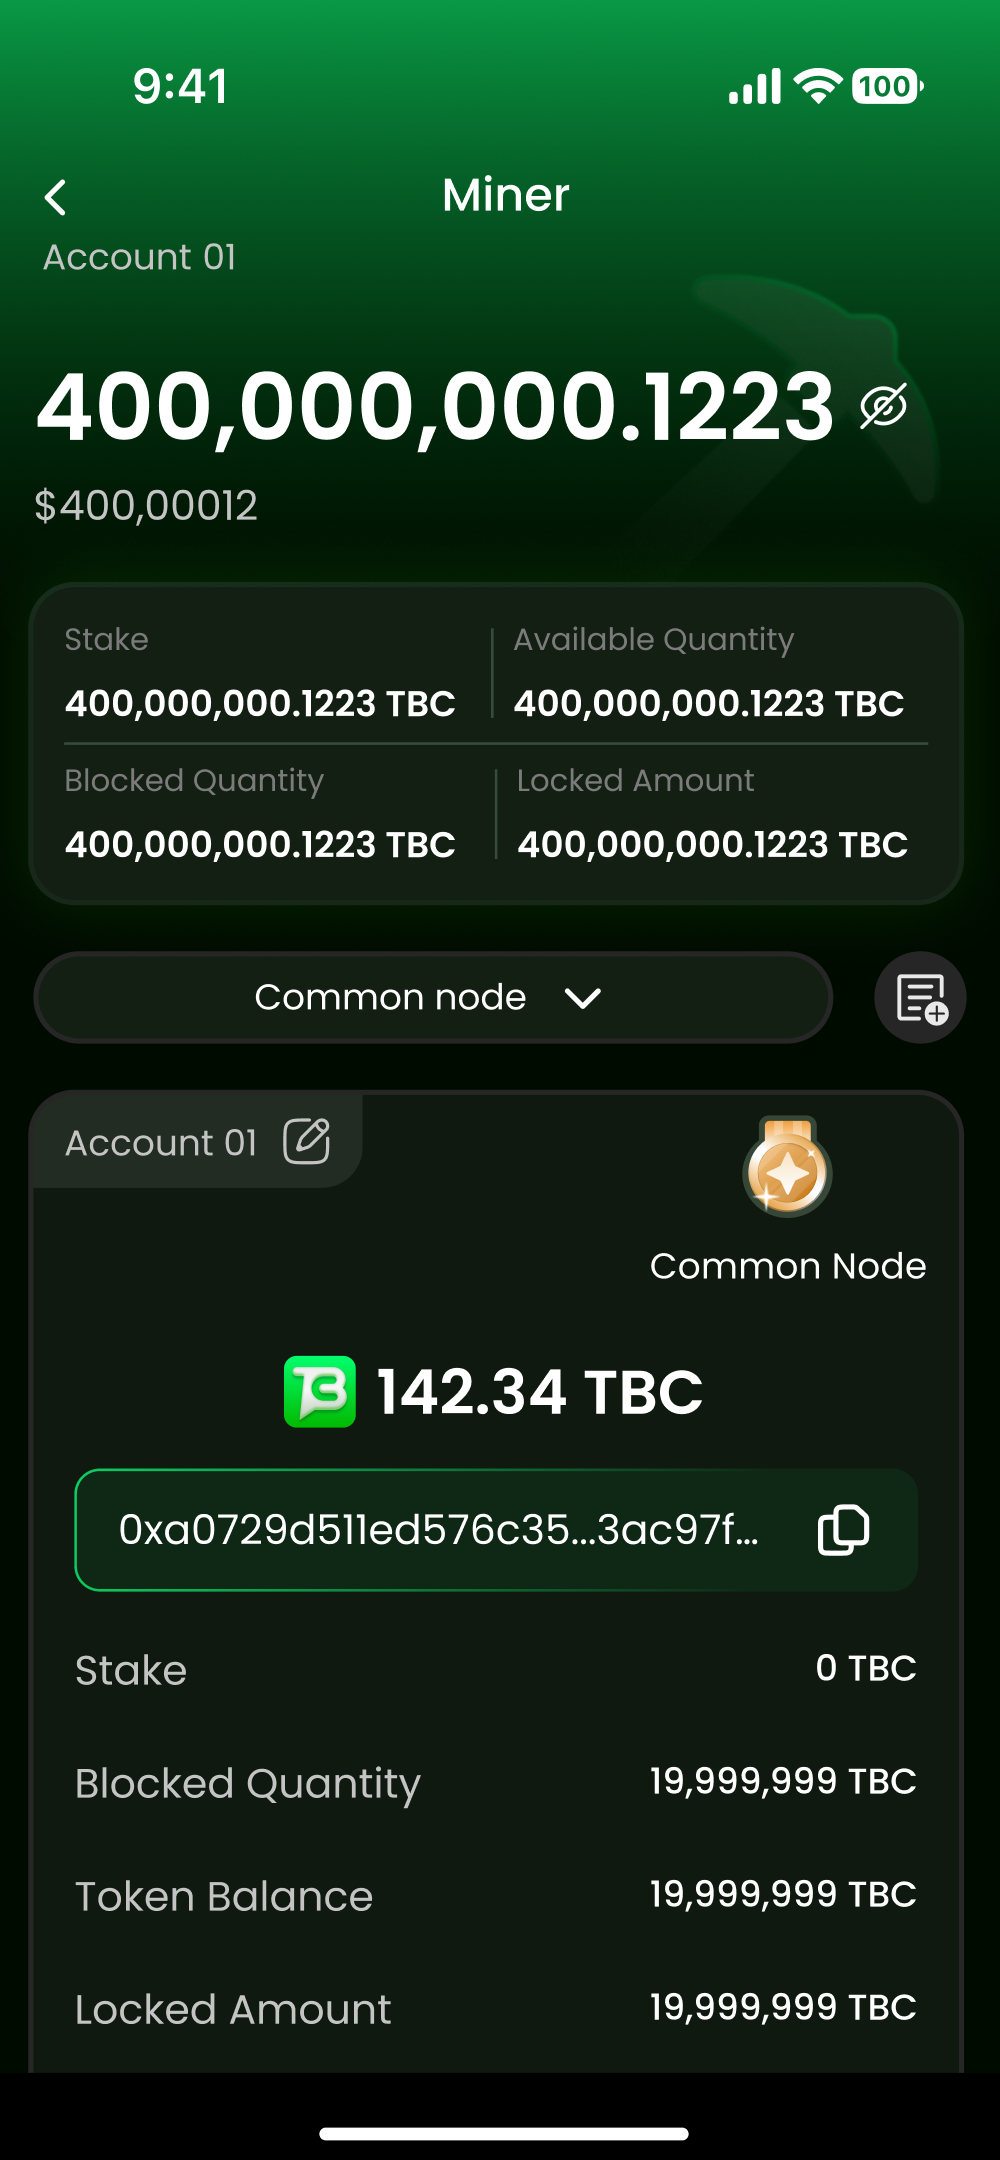 9:41
100
Miner
Account 01
400,000,000.1223
$400,00012
Stake
Available Quantity
400,000,000.1223 TBC
400,000,000.1223 TBC
Blocked Quantity
Locked Amount
400,000,000.1223 TBC
400,000,000.1223 TBC
Common node
Account 01
Common Node
142.34 TBC
0xa0729d511ed576c35...3ac97f...
Stake
0 TBC
Blocked Quantity
19,999,999 TBC
Token Balance
19,999,999 TBC
Locked Amount
19,999,999 TBC